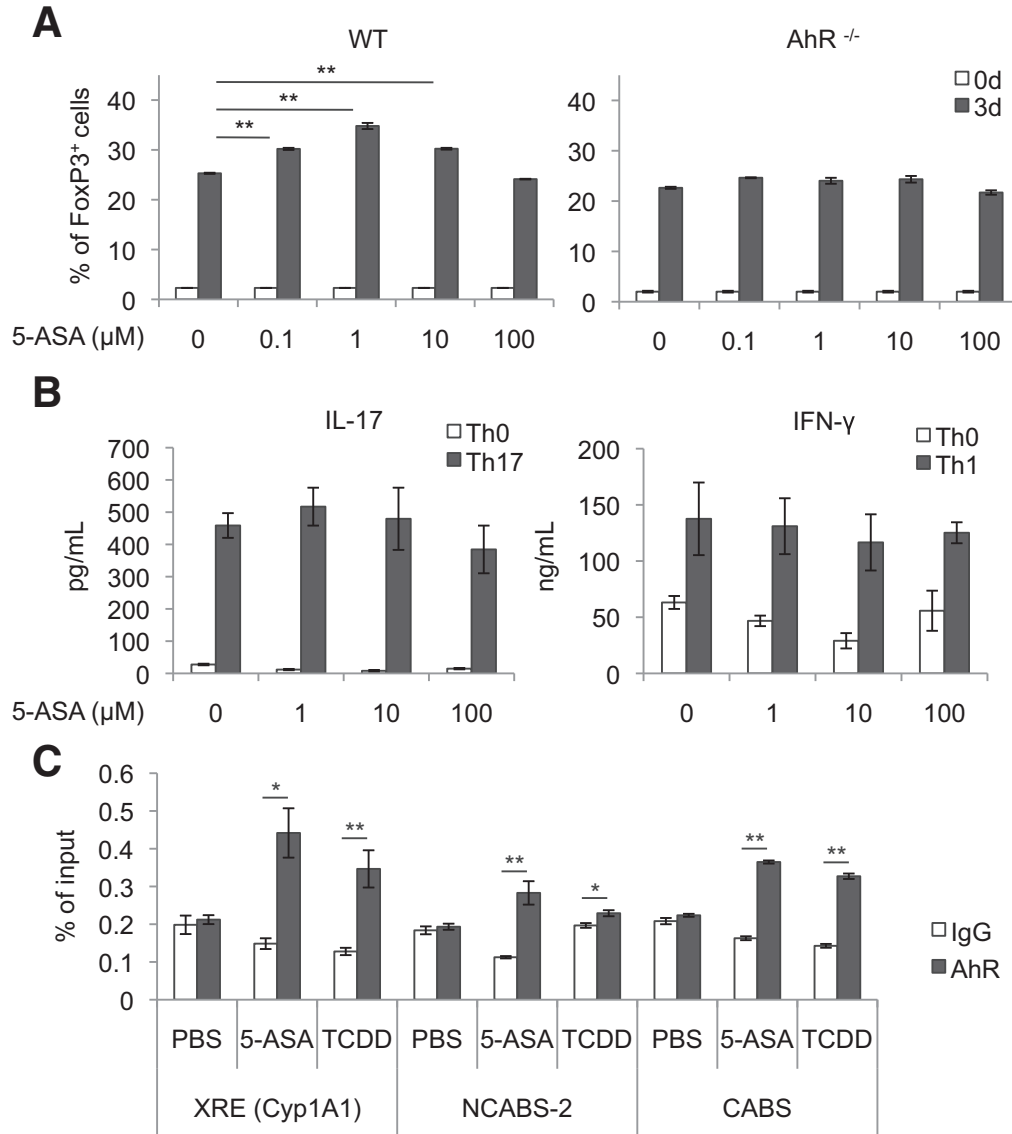 A
WT
AhR -/-
0d
3d
% of FoxP3+ cells
40
30
20
10
0
**
**
**
40
30
20
10
0
5-ASA (μM)
0 0.1 1 10 100
0 0.1 1 10 100
B
IL-17
Th0
Th17
pg/mL
700
600
500
400
300
200
100
0
IFN-γ
Th0
Th1
ng/mL
200
150
100
50
0
5-ASA (μM)
0 1 10 100
0 1 10 100
C
% of input
0.6
0.5
0.4
0.3
0.2
0.1
0
*
**
**
*
**
**
IgG
AhR
PBS 5-ASA TCDD PBS 5-ASA TCDD PBS 5-ASA TCDD
XRE (Cyp1A1) NCABS-2 CABS